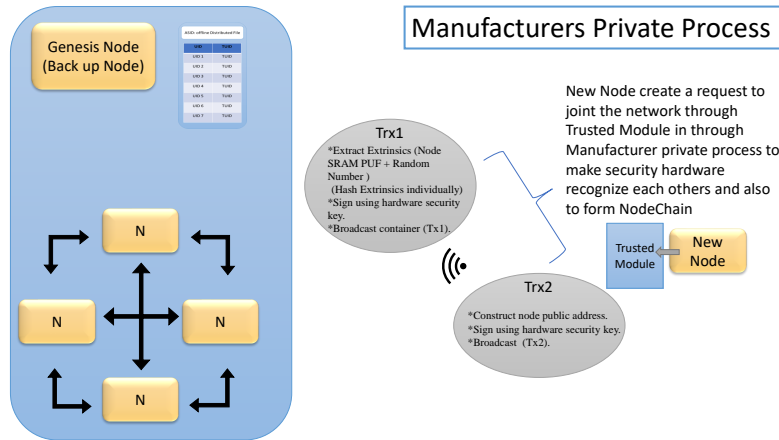 Manufacturers Private Process
Genesis Node
(Back up Node)
ASID: offline Distributed File
UID TUID
UID 1 TUID
UID 2 TUID
UID 3 TUID
UID 4 TUID
UID 5 TUID
UID 6 TUID
UID 7 TUID
N
N
N
N
Trx1
*Extract Extrinsics (Node
SRAM PUF + Random
Number )
(Hash Extrinsics individually)
*Sign using hardware security
key.
*Broadcast container (Tx1).
Trx2
*Construct node public address.
*Sign using hardware security key.
*Broadcast (Tx2).
New Node create a request to
joint the network through
Trusted Module in through
Manufacturer private process to
make security hardware
recognize each others and also
to form NodeChain
Trusted
Module
New
Node